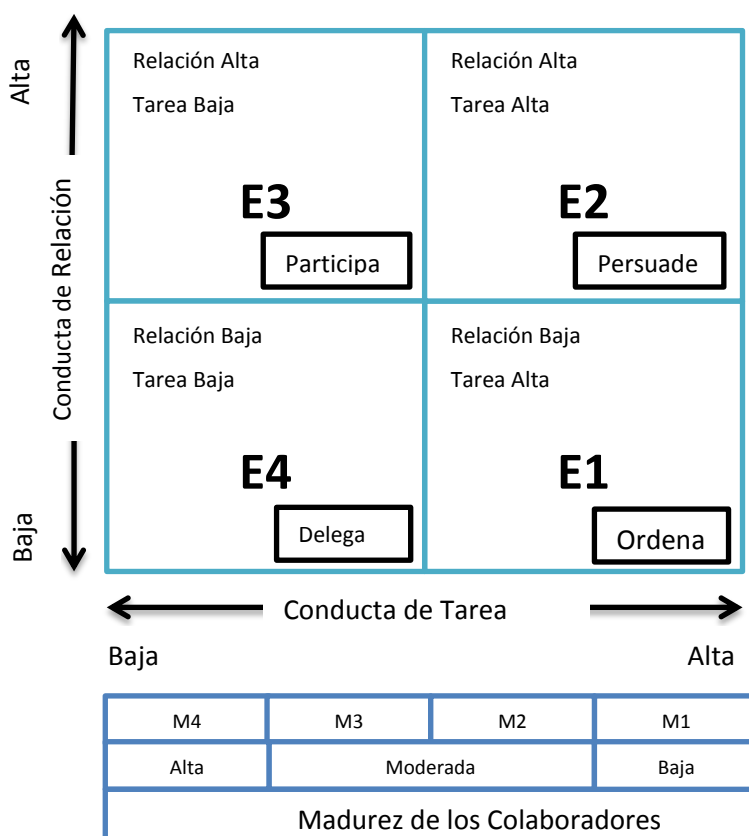 Alta
Conducta de Relación
Baja
Relación Alta
Tarea Baja
E3
Participa
Relación Alta
Tarea Alta
E2
Persuade
Relación Baja
Tarea Baja
E4
Delega
Relación Baja
Tarea Alta
E1
Ordena
Conducta de Tarea
Baja
Alta
M4 M3 M2 M1
Alta Moderada Baja
Madurez de los Colaboradores